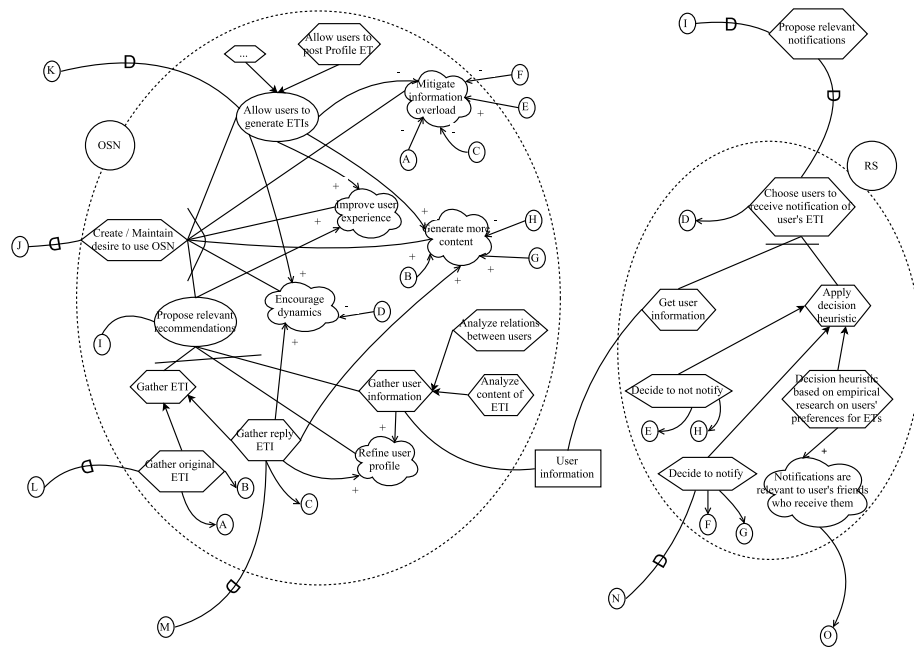 I
D
Propose relevant
notifications
D
K
D
...
Allow users to
post Profile ET
Allow users to
generate ETIs
-
Mitigate
information
overload
-
-
+
-
-
F
E
A
C
OSN
RS
Choose users to
receive notification of
user's ETI
D
J
D
Create / Maintain
desire to use OSN
+
+
Improve user
experience
+
+
Generate more
content
-
+
+
+
+
H
G
B
Propose relevant
recommendations
I
+
Encourage
dynamics
-
+
D
Get user
information
Apply
decision
heuristic
Analyze relations
between users
Analyze
content of
ETI
Gather ETI
Gather user
information
+
Decide to not notify
E
H
Decision heuristic
based on empirical
research on users'
preferences for ETs
+
Gather reply
ETI
Refine user
profile
+
L
D
Gather original
ETI
B
A
C
User
information
Decide to notify
F
G
Notifications are
relevant to user's friends
who receive them
D
M
D
N
O